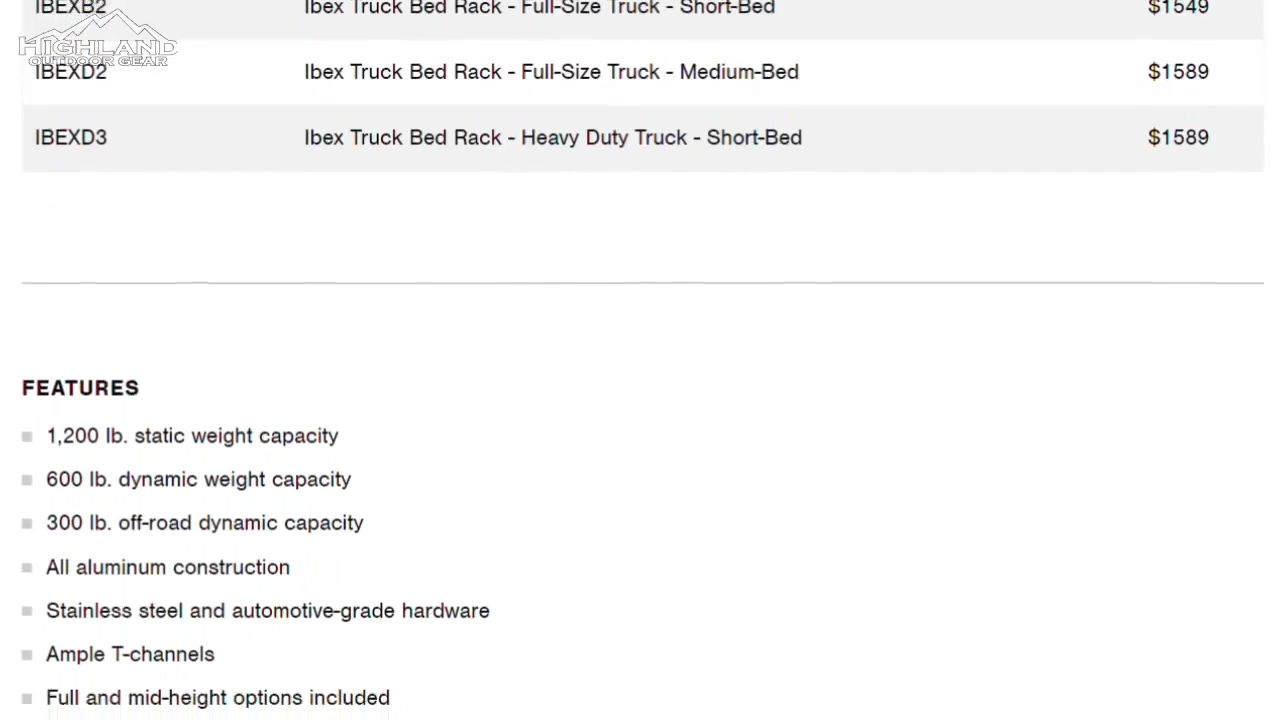 IBEXB2 Ibex Truck Bed Rack - Full-Size Truck - Short-Bed $1549
HIGHLAND
OUTDOOR GEAR
IBEXD2 Ibex Truck Bed Rack - Full-Size Truck - Medium-Bed $1589
IBEXD3 Ibex Truck Bed Rack - Heavy Duty Truck - Short-Bed $1589
FEATURES
1,200 lb. static weight capacity
600 lb. dynamic weight capacity
300 lb. off-road dynamic capacity
All aluminum construction
Stainless steel and automotive-grade hardware
Ample T-channels
Full and mid-height options included